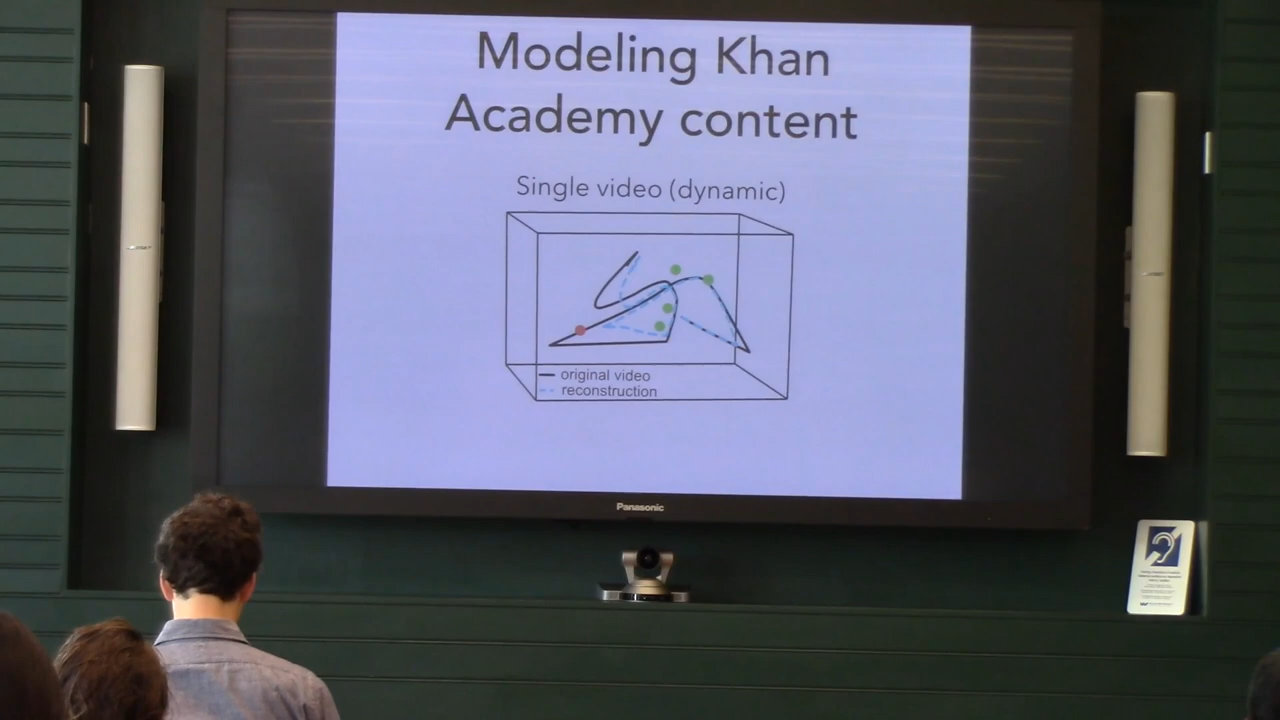 Modeling Khan
Academy content
Single video (dynamic)
original video
reconstruction
Panasonic